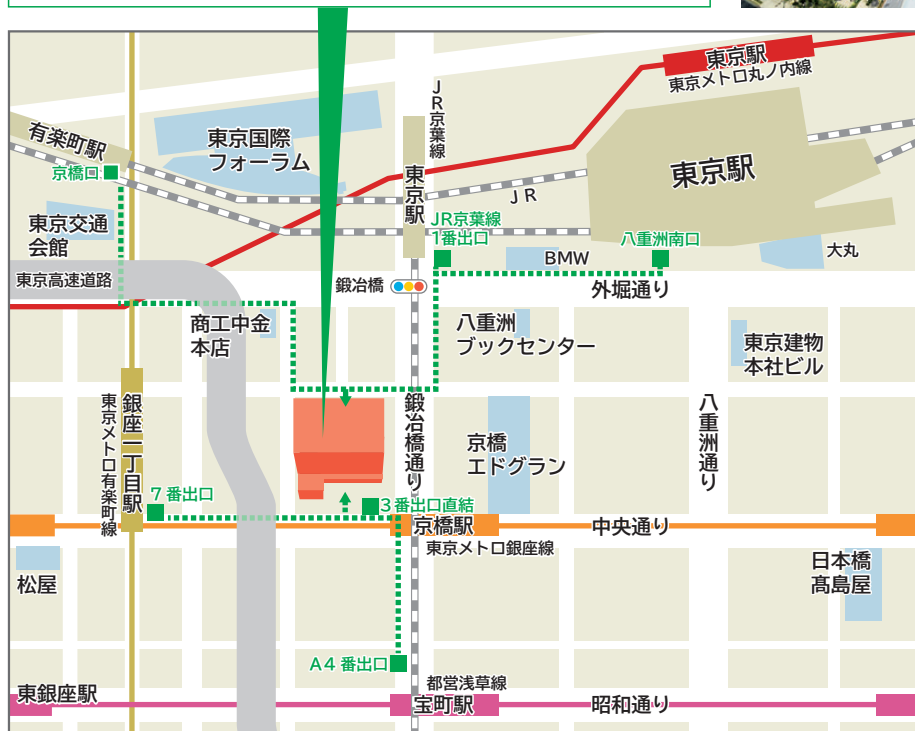 東京駅
東京メトロ丸ノ内線
JR京葉線
東京駅
有楽町駅
京橋口
東京国際
フォーラム
東京駅
JR
東京交通
会館
JR京葉線
1番出口
八重洲南口
BMW
大丸
東京高速道路
鍛冶橋
外堀通り
商工中金
本店
八重洲
ブックセンター
東京建物
本社ビル
東京メトロ有楽町線
銀座一丁目駅
鍛冶橋通り
京橋
エドグラン
八重洲通り
7番出口
3番出口直結
京橋駅
中央通り
東京メトロ銀座線
松屋
日本橋
髙島屋
A4番出口
都営浅草線
東銀座駅
宝町駅
昭和通り